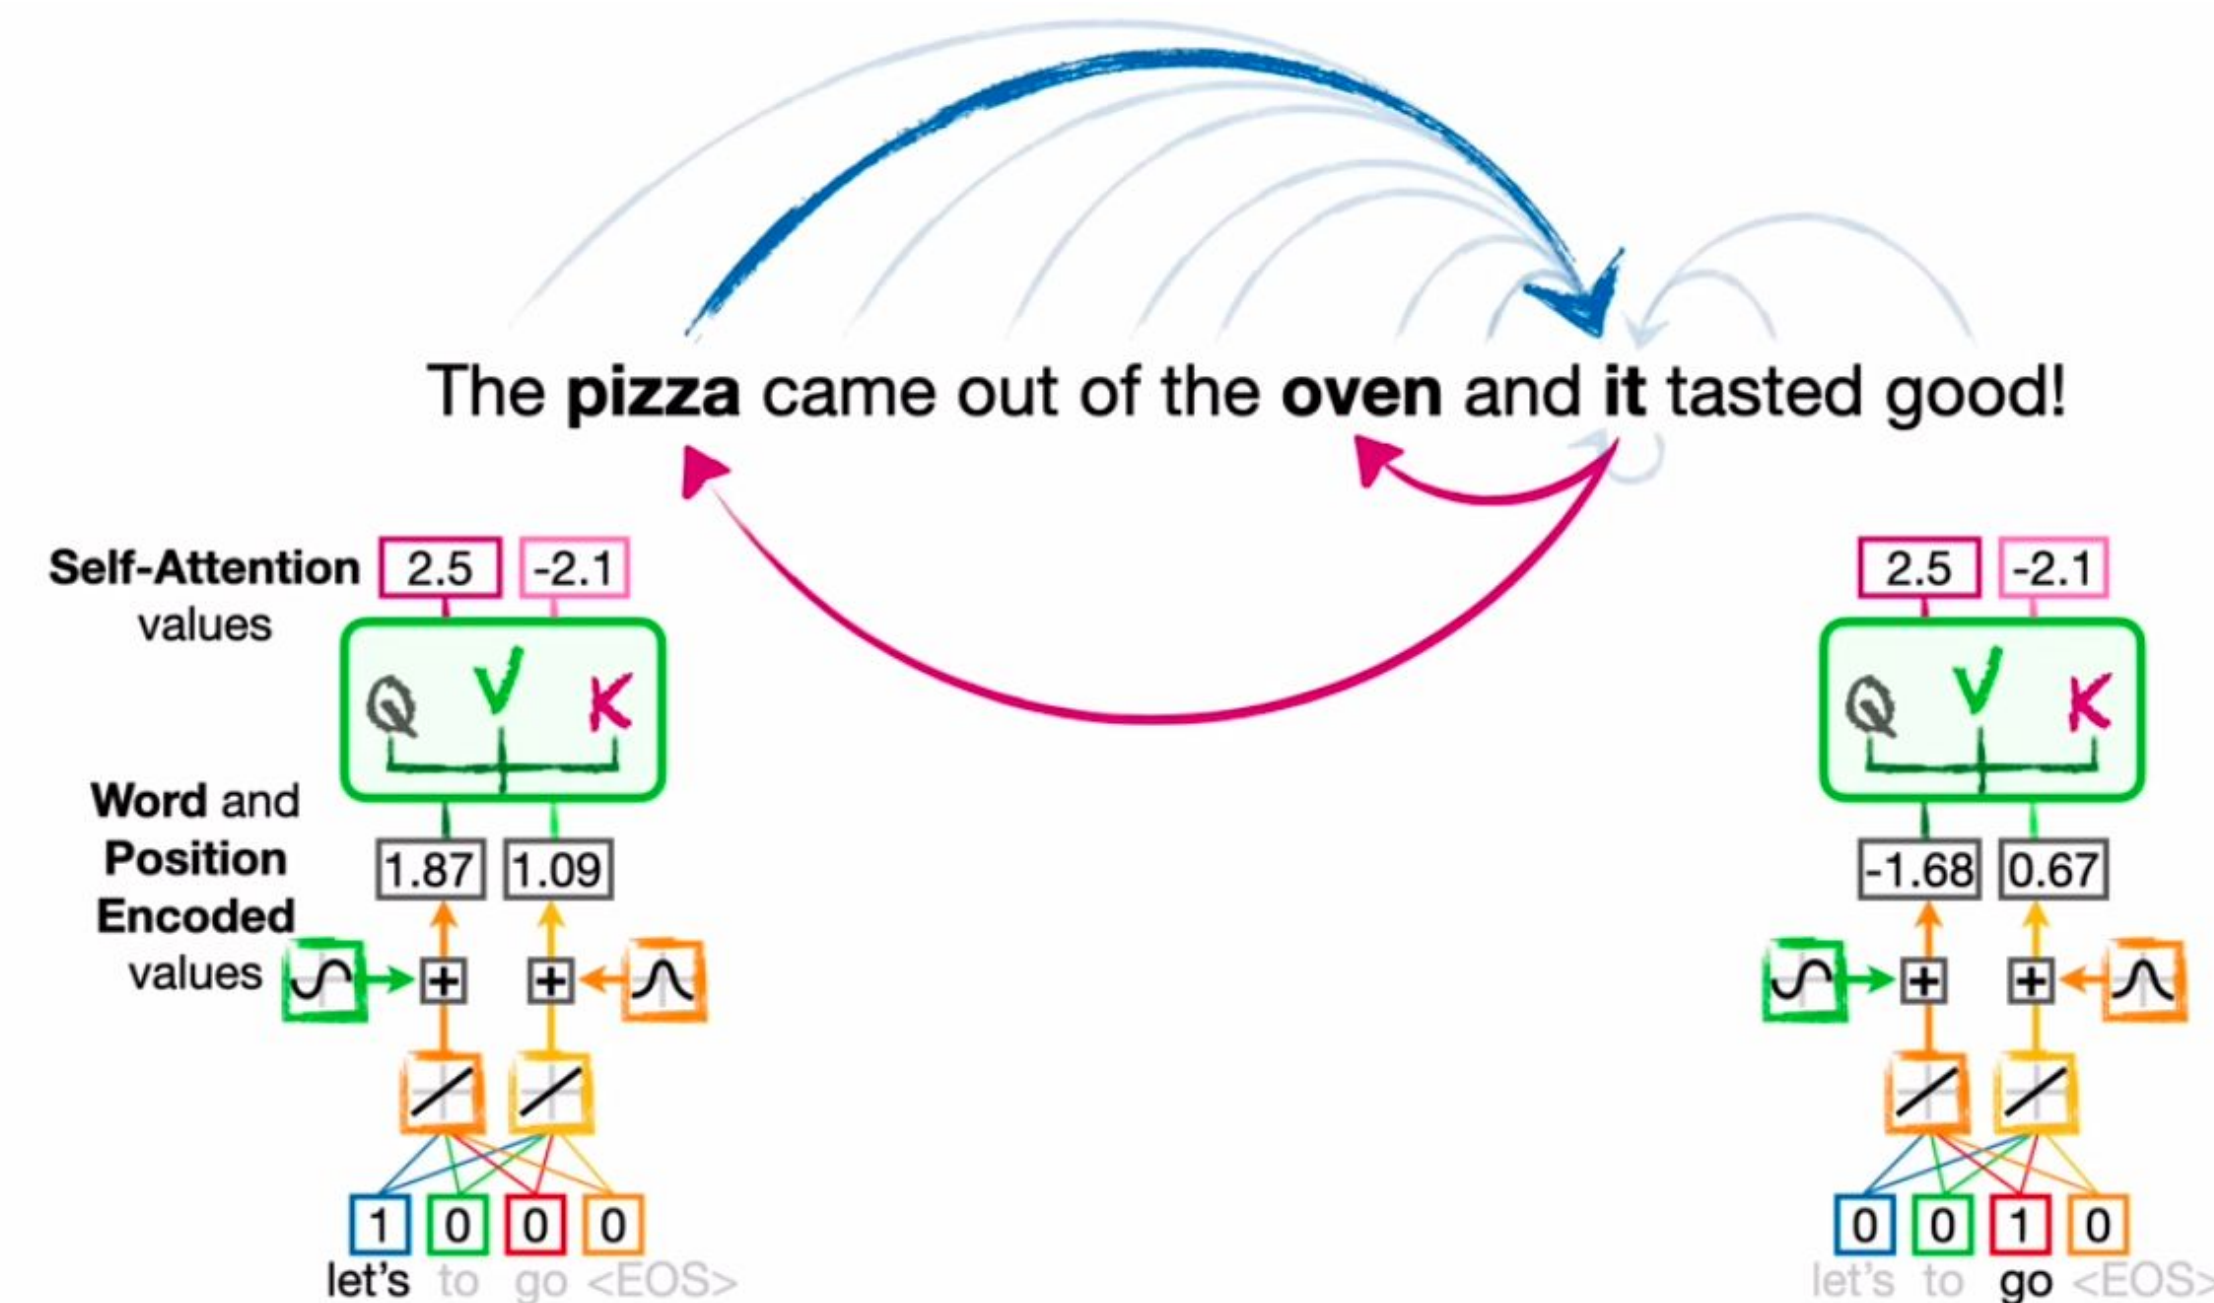 The pizza came out of the oven and it tasted good!
Self-Attention
values
2.5 -2.1
Q V K
Word and
Position
Encoded
values
1.87 1.09
+ +
1 0 0 0
let's to go <EOS>
2.5 -2.1
Q V K
-1.68 0.67
+ +
0 0 1 0
let's to go <EOS>